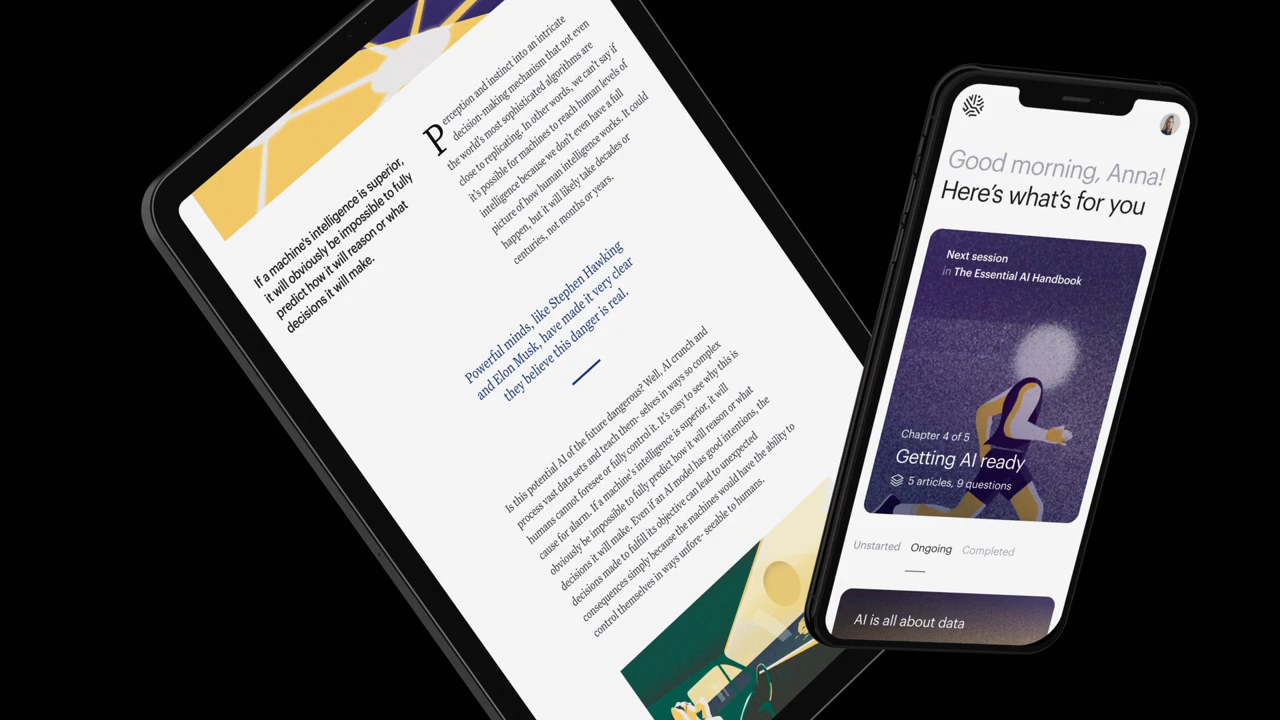 If a machine's intelligence is superior,
it will obviously be impossible to fully
predict how it will reason or what
decisions it will make.
Perception and instinct into an intricate
decision-making mechanism that not even
the world's most sophisticated algorithms are
close to replicating. In other words, we can't say if
it's possible for machines to reach human levels of
intelligence because we don't even have a full
picture of how human intelligence works. It could
happen, but it will likely take decades or
centuries, not months or years.
Powerful minds, like Stephen Hawking
and Elon Musk, have made it very clear
they believe this danger is real.
Is this potential AI of the future dangerous? Well, AI crunch and
process vast data sets and teach them- selves in ways so complex
humans cannot foresee or fully control it. It's easy to see why this is
cause for alarm. If a machine's intelligence is superior, it will
obviously be impossible to fully predict how it will reason or what
decisions it will make. Even if an AI model has good intentions, the
decisions made to fulfill its objective can lead to unexpected
consequences simply because the machines would have the ability to
control themselves in ways unfore- seeable to humans.
Good morning, Anna!
Here's what's for you
Next session
in The Essential AI Handbook
Chapter 4 of 5
Getting AI ready
5 articles, 9 questions
Unstarted Ongoing Completed
AI is all about data